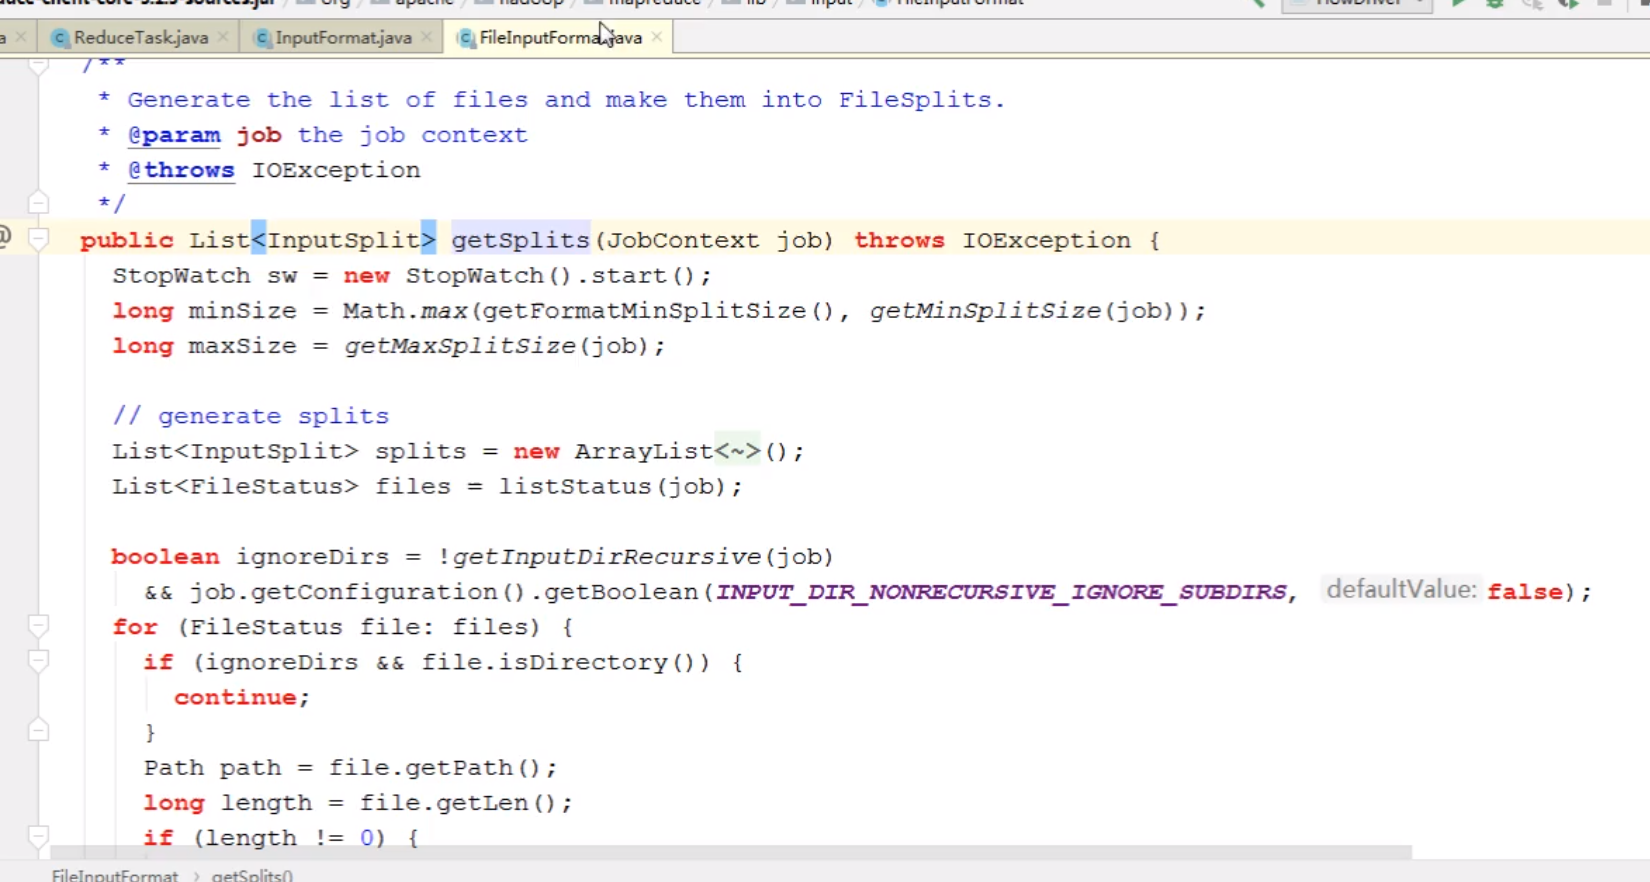 ReduceTask.java InputFormat.java FileInputFormat.java
/**
* Generate the list of files and make them into FileSplits.
* @param job the job context
* @throws IOException
*/
public List<InputSplit> getSplits(JobContext job) throws IOException {
StopWatch sw = new StopWatch().start();
long minSize = Math.max(getFormatMinSplitSize(), getMinSplitSize(job));
long maxSize = getMaxSplitSize(job);
// generate splits
List<InputSplit> splits = new ArrayList<~>();
List<FileStatus> files = listStatus(job);
boolean ignoreDirs = !getInputDirRecursive(job)
&& job.getConfiguration().getBoolean(INPUT_DIR_NONRECURSIVE_IGNORE_SUBDIRS, defaultValue: false);
for (FileStatus file: files) {
if (ignoreDirs && file.isDirectory()) {
continue;
}
Path path = file.getPath();
long length = file.getLen();
if (length != 0) {
FileInputFormat › getSplits()